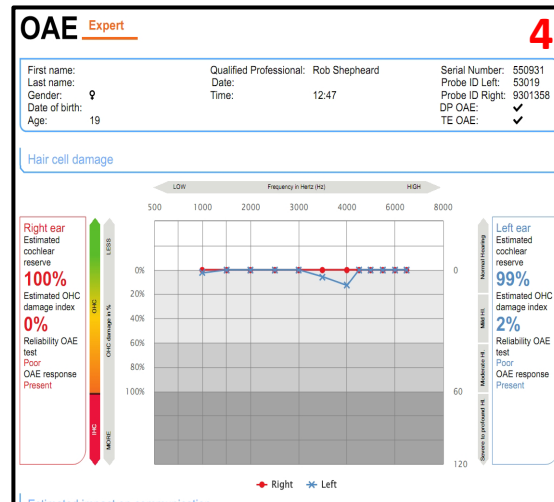 OAE Expert
4
First name:
Last name:
Gender: ♀
Date of birth:
Age: 19
Qualified Professional: Rob Shepheard
Date:
Time: 12:47
Serial Number: 550931
Probe ID Left: 53019
Probe ID Right: 9301358
DP OAE: ✔
TE OAE: ✔
Hair cell damage
LOW Frequency in Hertz (Hz) HIGH
500 1000 2000 3000 4000 6000 8000
Right ear
Estimated
cochlear
reserve
100%
Estimated OHC
damage index
0%
Reliability OAE
test
Poor
OAE response
Present
OHC
IHC
LESS
OHC damage in %
MORE
0%
20%
40%
60%
80%
100%
0
60
120
Normal Hearing
Mild Hl.
Moderate Hl.
Severe to profound Hl.
Left ear
Estimated
cochlear
reserve
99%
Estimated OHC
damage index
2%
Reliability OAE
test
Poor
OAE response
Present
Right Left